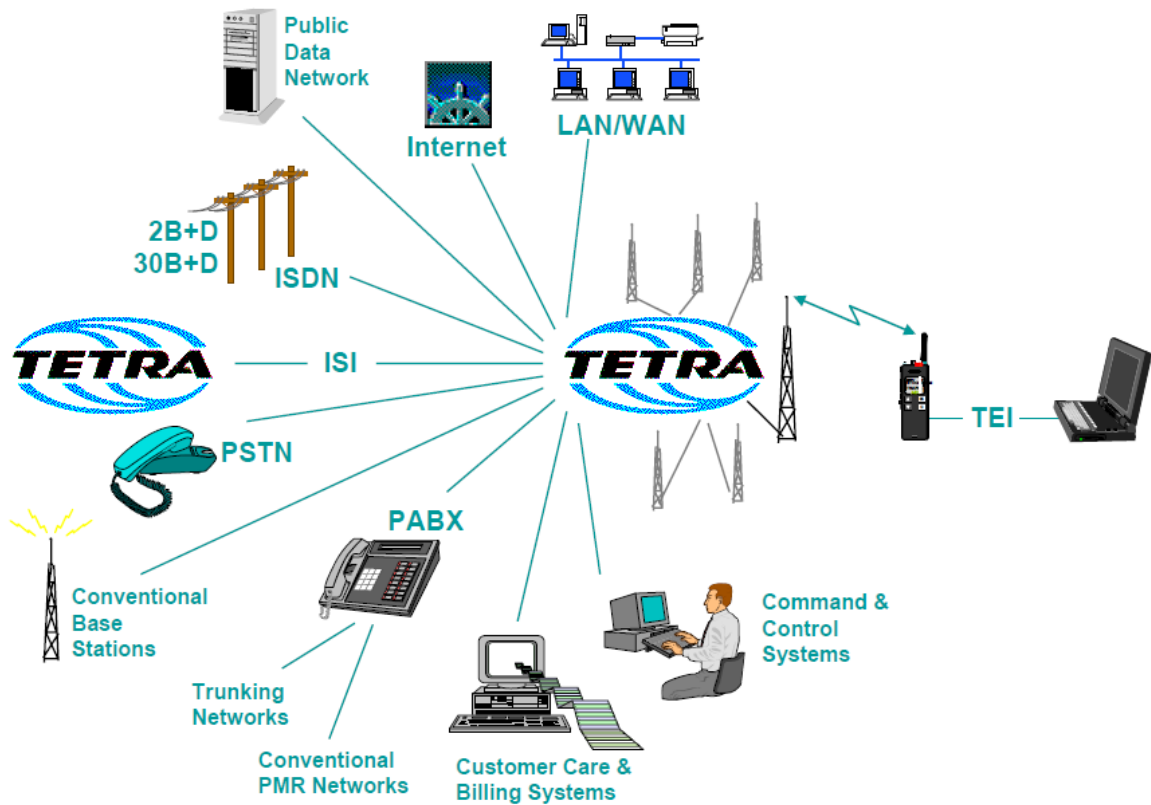 Public
Data
Network
Internet
LAN/WAN
2B+D
30B+D
ISDN
TETRA
ISI
TETRA
TEI
PSTN
PABX
Conventional
Base
Stations
Command &
Control
Systems
Trunking
Networks
Conventional
PMR Networks
Customer Care &
Billing Systems